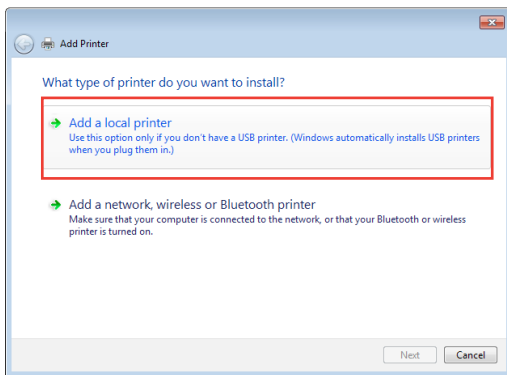 Add Printer
What type of printer do you want to install?
Add a local printer
Use this option only if you don't have a USB printer. (Windows automatically installs USB printers
when you plug them in.)
Add a network, wireless or Bluetooth printer
Make sure that your computer is connected to the network, or that your Bluetooth or wireless
printer is turned on.
Next Cancel